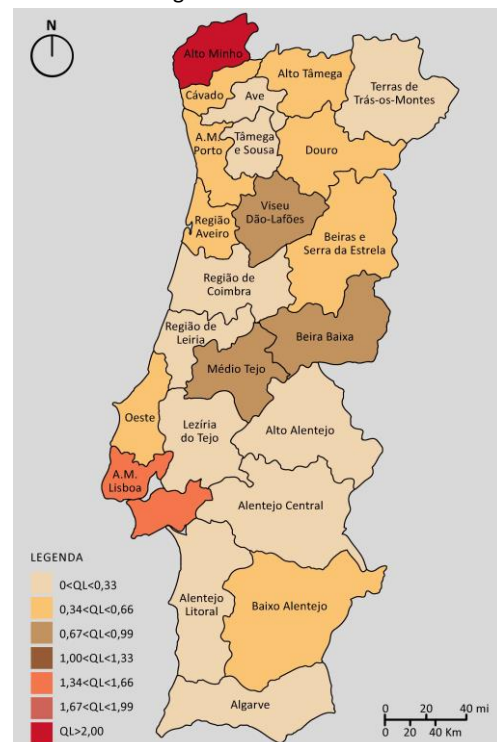 N
Alto Minho
Alto Tâmega
Terras de
Trás-os-Montes
Cávado
Ave
A.M.
Porto
Tâmega
e Sousa
Douro
Viseu
Dão-Lafões
Região
Aveiro
Beiras e
Serra da Estrela
Região de
Coimbra
Região de
Leiria
Beira Baixa
Médio Tejo
Oeste
Lezíria
do Tejo
Alto Alentejo
A.M.
Lisboa
Alentejo Central
Alentejo
Litoral
Baixo Alentejo
Algarve
LEGENDA
0<QL<0,33
0,34<QL<0,66
0,67<QL<0,99
1,00<QL<1,33
1,34<QL<1,66
1,67<QL<1,99
QL>2,00
0 20 40 mi
0 20 40 Km